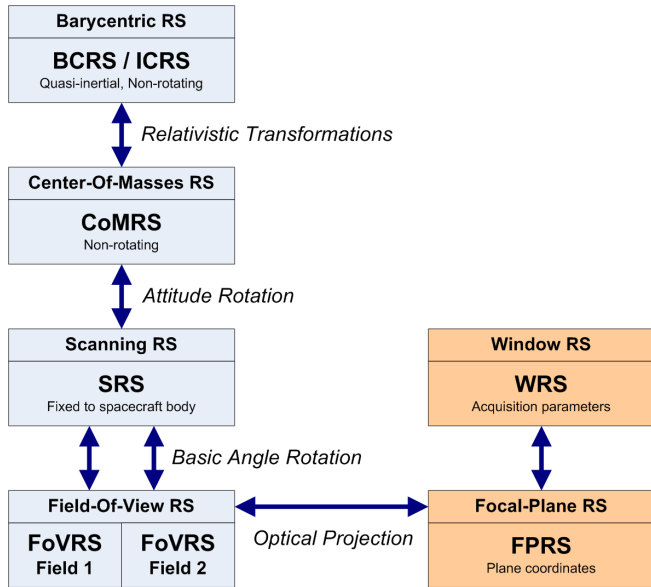 Barycentric RS
BCRS / ICRS
Quasi-inertial, Non-rotating
Relativistic Transformations
Center-Of-Masses RS
CoMRS
Non-rotating
Attitude Rotation
Scanning RS
SRS
Fixed to spacecraft body
Window RS
WRS
Acquisition parameters
Basic Angle Rotation
Field-Of-View RS
FoVRS
Field 1
FoVRS
Field 2
Optical Projection
Focal-Plane RS
FPRS
Plane coordinates